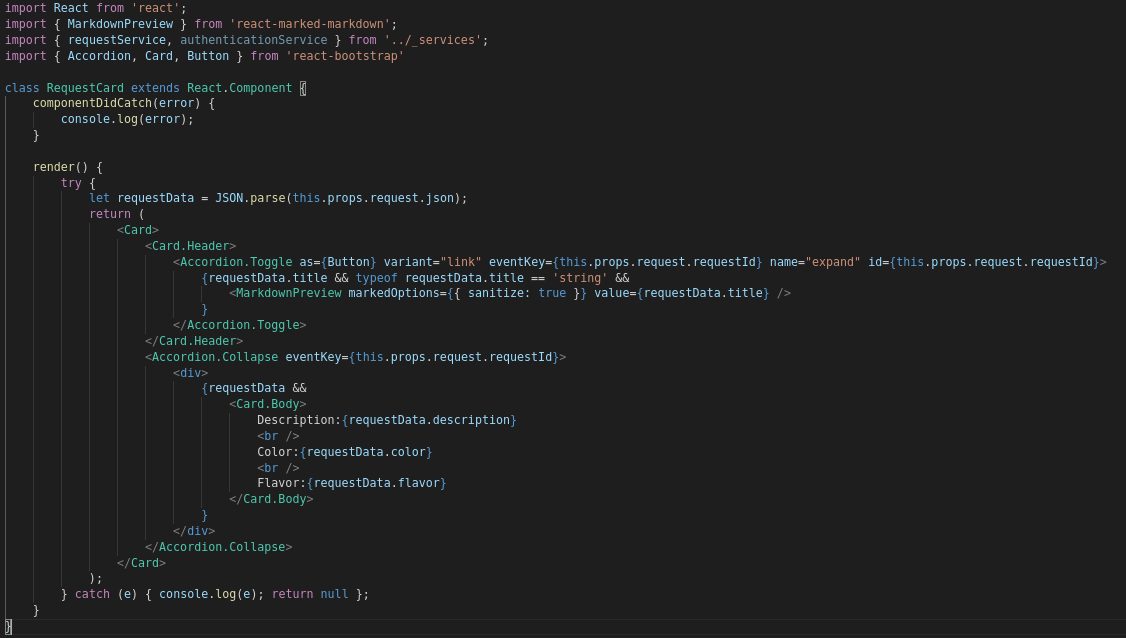 import React from 'react';
import { MarkdownPreview } from 'react-marked-markdown';
import { requestService, authenticationService } from '../_services';
import { Accordion, Card, Button } from 'react-bootstrap'

class RequestCard extends React.Component {
    componentDidCatch(error) {
        console.log(error);
    }

    render() {
        try {
            let requestData = JSON.parse(this.props.request.json);
            return (
                <Card>
                    <Card.Header>
                        <Accordion.Toggle as={Button} variant="link" eventKey={this.props.request.requestId} name="expand" id={this.props.request.requestId}>
                            {requestData.title && typeof requestData.title == 'string' &&
                                <MarkdownPreview markedOptions={{ sanitize: true }} value={requestData.title} />
                            }
                        </Accordion.Toggle>
                    </Card.Header>
                    <Accordion.Collapse eventKey={this.props.request.requestId}>
                        <div>
                            {requestData &&
                                <Card.Body>
                                    Description:{requestData.description}
                                    <br />
                                    Color:{requestData.color}
                                    <br />
                                    Flavor:{requestData.flavor}
                                </Card.Body>
                            }
                        </div>
                    </Accordion.Collapse>
                </Card>
            );
        } catch (e) { console.log(e); return null };
    }
}